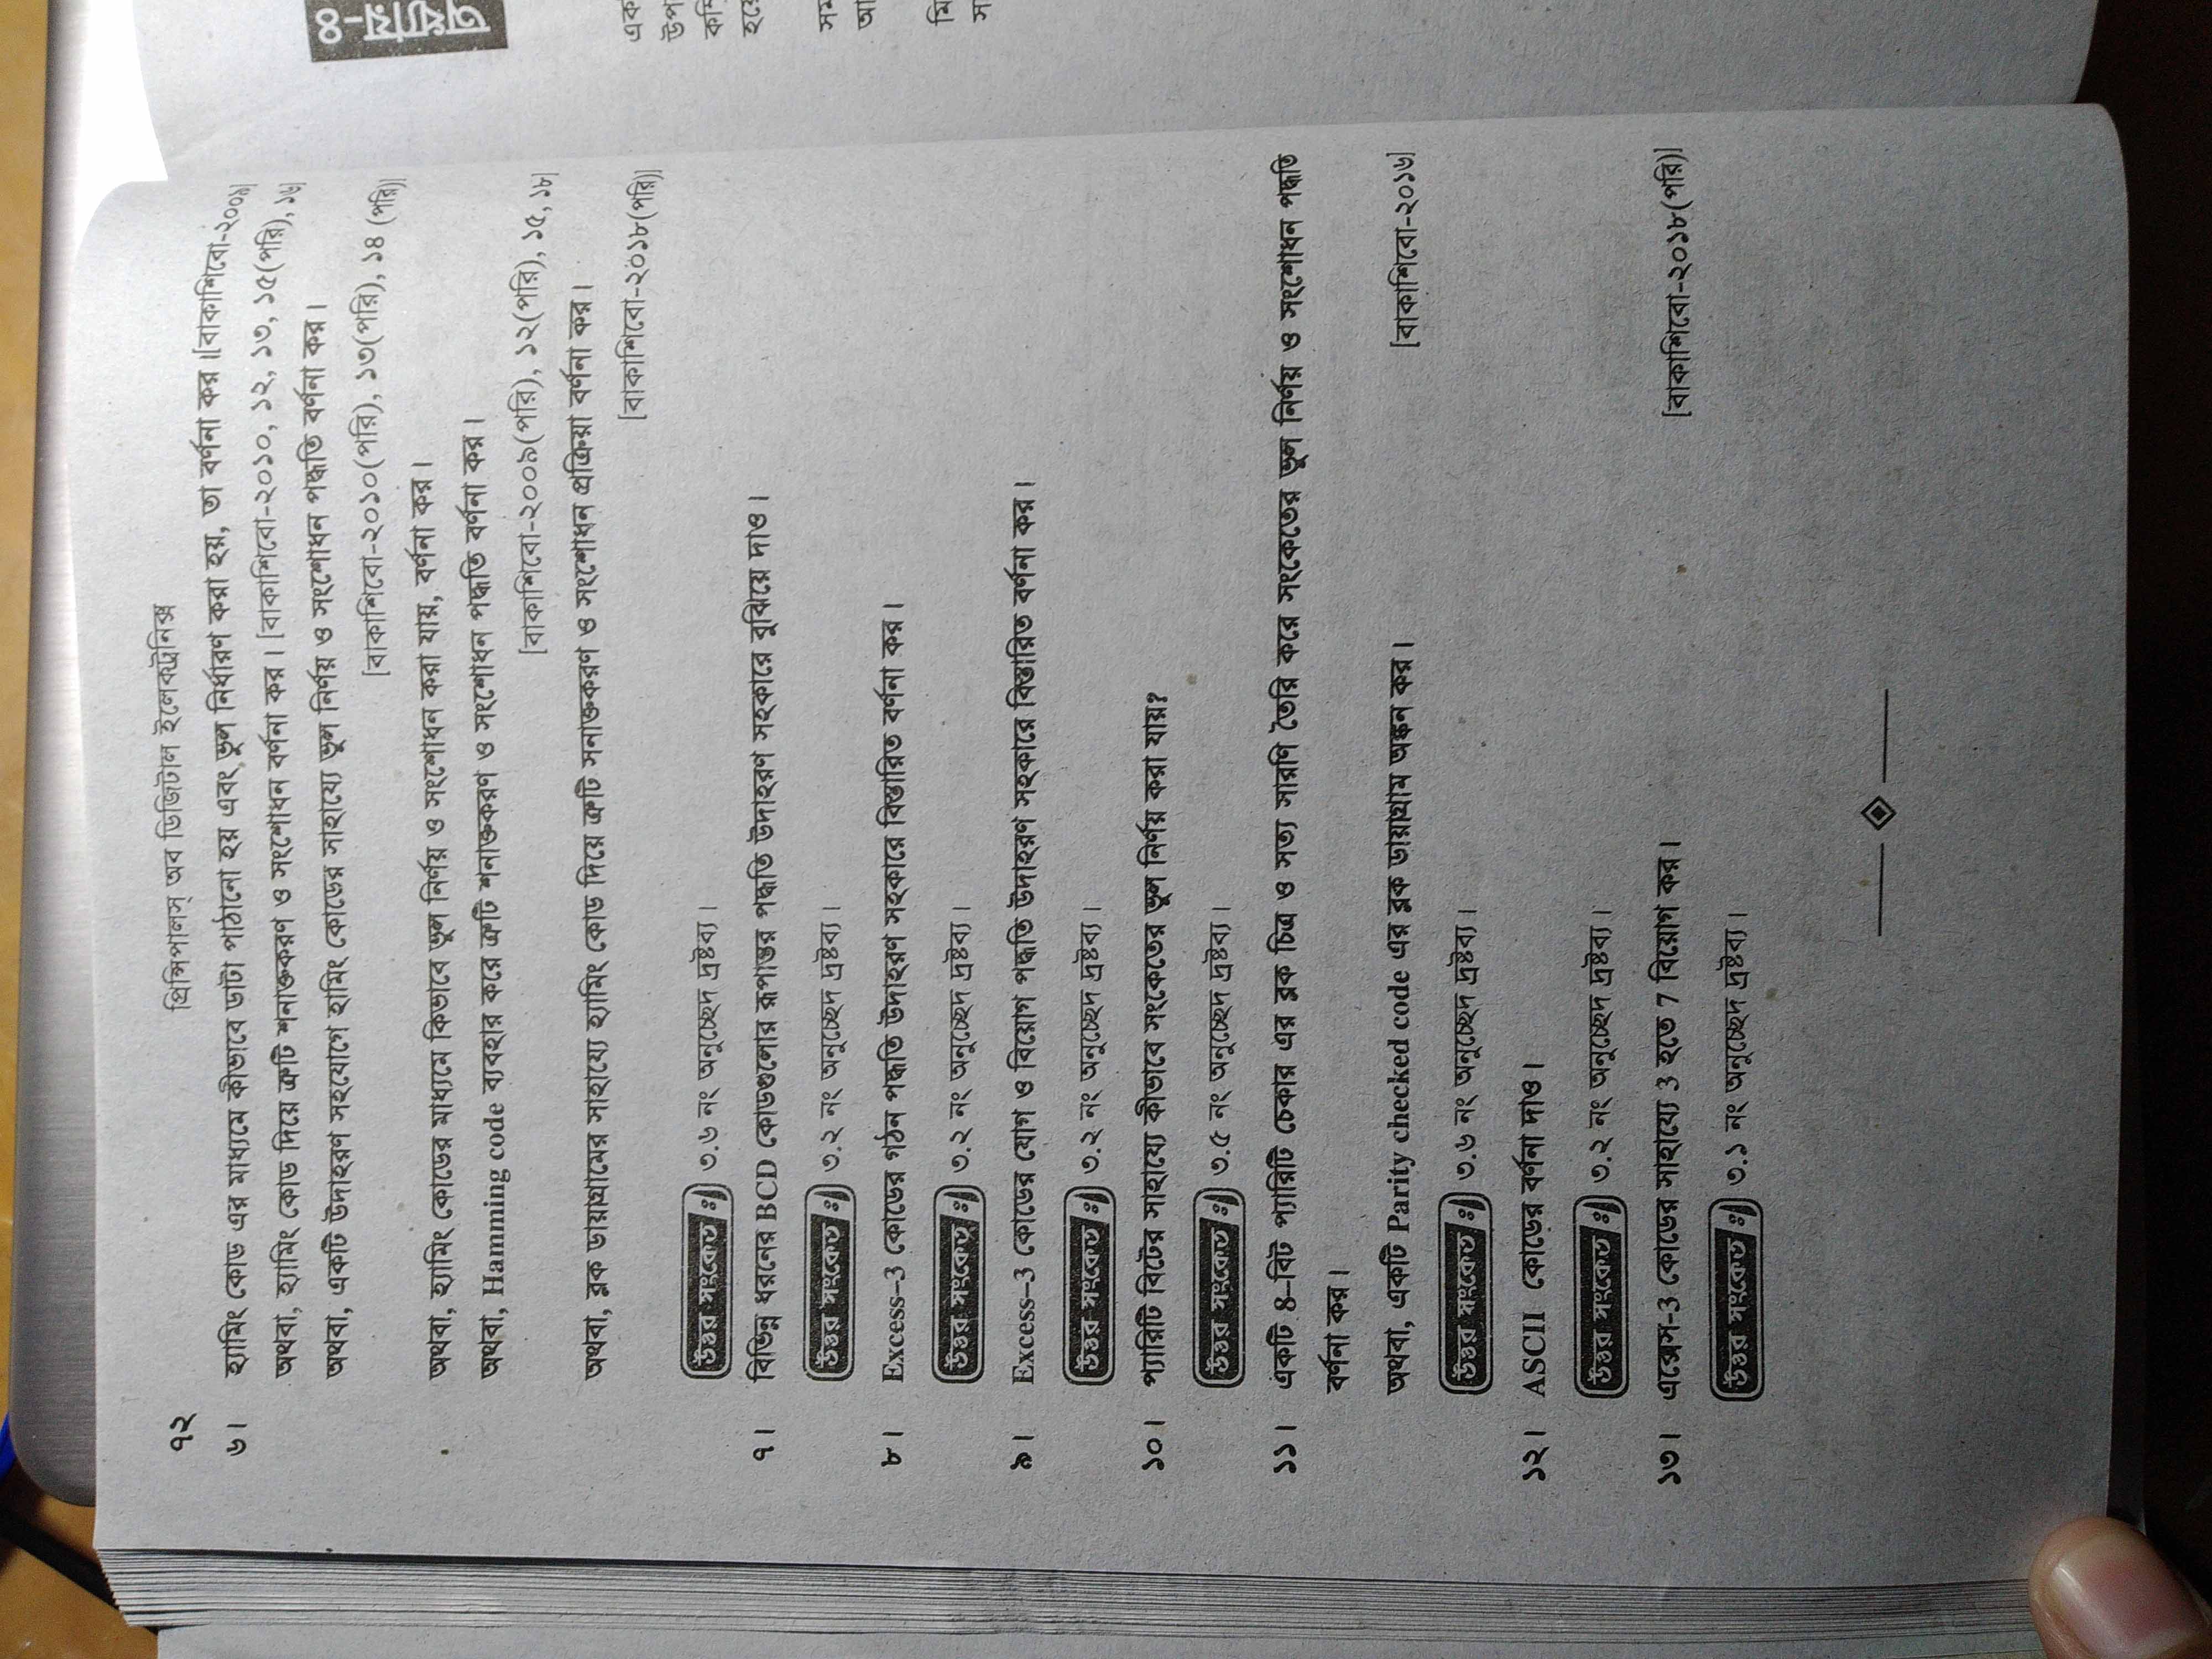 ৭২
প্রিন্সিপালস্ অব ডিজিটাল ইলেকট্রনিক্স
৬। হ্যামিং কোড এর মাধ্যমে কীভাবে ডাটা পাঠানো হয় এবং ভুল নির্ধারণ করা হয়, তা বর্ণনা কর। [বাকাশিবো-২০০৯]
অথবা, হ্যামিং কোড দিয়ে ত্রুটি শনাক্তকরণ ও সংশোধন বর্ণনা কর। [বাকাশিবো-২০১০, ১২, ১৩, ১৫(পরি), ১৬]
অথবা, একটি উদাহরণ সহযোগে হামিং কোডের সাহায্যে ভুল নির্ণয় ও সংশোধন পদ্ধতি বর্ণনা কর।
[বাকাশিবো-২০১০(পরি), ১৩(পরি), ১৪ (পরি)]
অথবা, হ্যামিং কোডের মাধ্যমে কিভাবে ভুল নির্ণয় ও সংশোধন করা যায়, বর্ণনা কর।
অথবা, Hamming code ব্যবহার করে ত্রুটি শনাক্তকরণ ও সংশোধন পদ্ধতি বর্ণনা কর।
[বাকাশিবো-২০০৯(পরি), ১২(পরি), ১৫, ১৮]
অথবা, ব্লক ডায়াগ্রামের সাহায্যে হ্যামিং কোড দিয়ে ত্রুটি সনাক্তকরণ ও সংশোধন প্রক্রিয়া বর্ণনা কর।
[বাকাশিবো-২০১৮(পরি)]
উত্তর সংকেত ঃ ৩.৬ নং অনুচ্ছেদ দ্রষ্টব্য।
৭। বিভিন্ন ধরনের BCD কোডগুলোর রূপান্তর পদ্ধতি উদাহরণ সহকারে বুঝিয়ে দাও।
উত্তর সংকেত ঃ ৩.২ নং অনুচ্ছেদ দ্রষ্টব্য।
৮। Excess–3 কোডের গঠন পদ্ধতি উদাহরণ সহকারে বিস্তারিত বর্ণনা কর।
উত্তর সংকেত ঃ ৩.২ নং অনুচ্ছেদ দ্রষ্টব্য।
৯। Excess–3 কোডের যোগ ও বিয়োগ পদ্ধতি উদাহরণ সহকারে বিস্তারিত বর্ণনা কর।
উত্তর সংকেত ঃ ৩.২ নং অনুচ্ছেদ দ্রষ্টব্য।
১০। প্যারিটি বিটের সাহায্যে কীভাবে সংকেতের ভুল নির্ণয় করা যায়?
উত্তর সংকেত ঃ ৩.৫ নং অনুচ্ছেদ দ্রষ্টব্য।
১১। একটি 8–বিট প্যারিটি চেকার এর ব্লক চিত্র ও সত্য সারণি তৈরি করে সংকেতের ভুল নির্ণয় ও সংশোধন পদ্ধতি
বর্ণনা কর।
অথবা, একটি Parity checked code এর ব্লক ডায়াগ্রাম অঙ্কন কর। [বাকাশিবো-২০১৬]
উত্তর সংকেত ঃ ৩.৬ নং অনুচ্ছেদ দ্রষ্টব্য।
১২। ASCII কোডের বর্ণনা দাও।
উত্তর সংকেত ঃ ৩.২ নং অনুচ্ছেদ দ্রষ্টব্য।
১৩। এক্সেস-3 কোডের সাহায্যে 3 হতে 7 বিয়োগ কর। [বাকাশিবো-২০১৮(পরি)]
উত্তর সংকেত ঃ ৩.১ নং অনুচ্ছেদ দ্রষ্টব্য।
অধ্যায়-৪
এক
উপ
হয়ে
সম
আ
মি
স